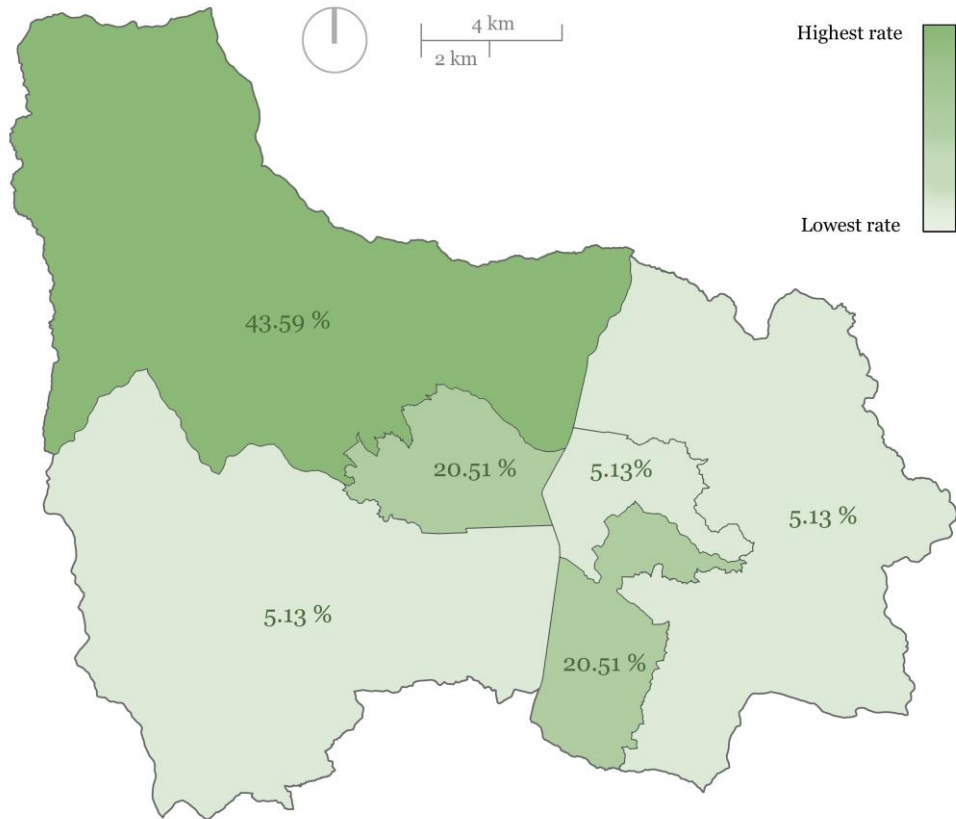 4 km
2 km
Highest rate
Lowest rate
43.59 %
20.51 %
5.13%
5.13 %
5.13 %
20.51 %